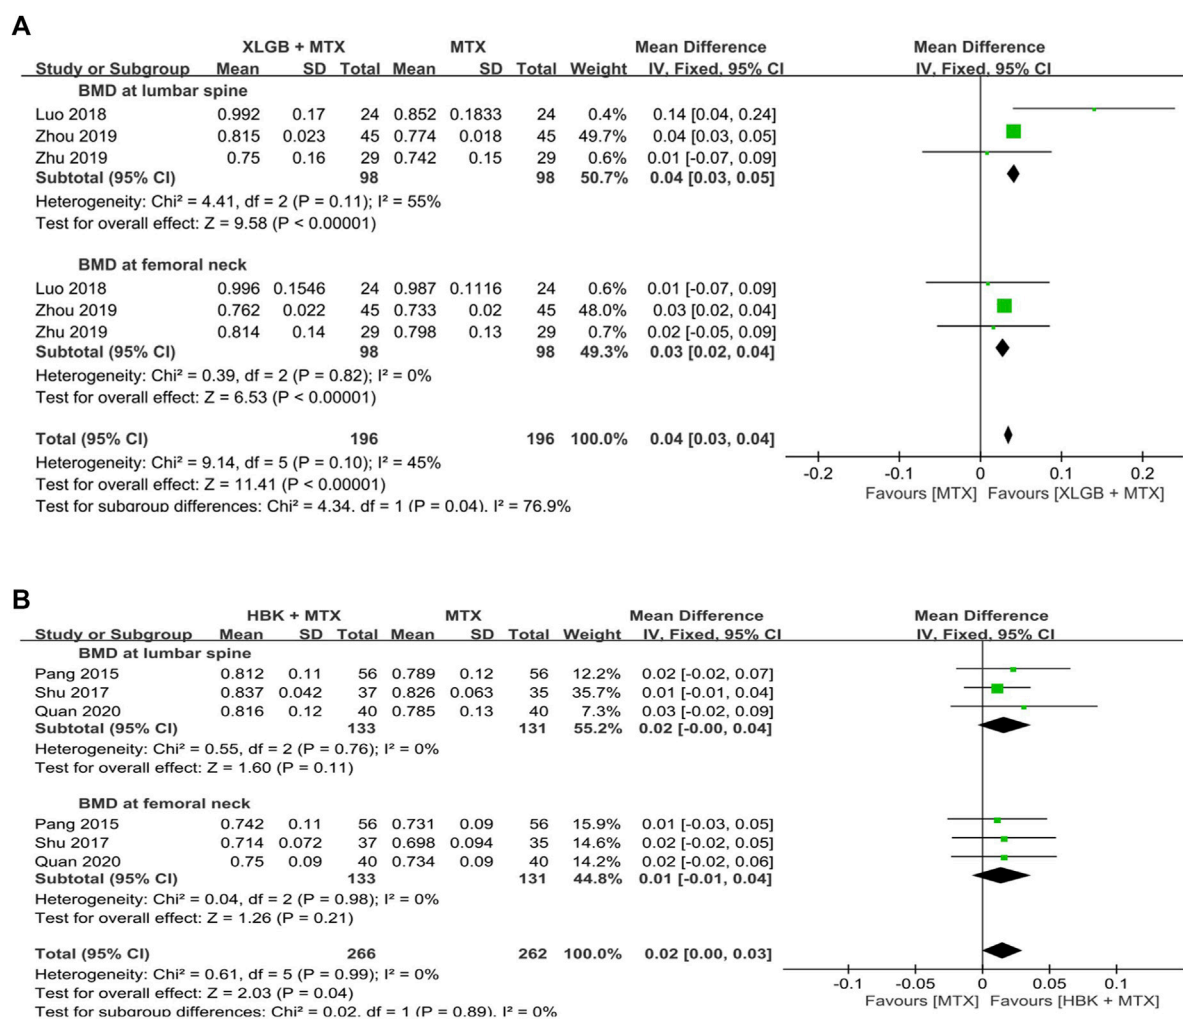 A
XLGB + MTX MTX Mean Difference Mean Difference
Study or Subgroup Mean SD Total Mean SD Total Weight IV, Fixed, 95% CI IV, Fixed, 95% CI
BMD at lumbar spine
Luo 2018 0.992 0.17 24 0.852 0.1833 24 0.4% 0.14 [0.04, 0.24]
Zhou 2019 0.815 0.023 45 0.774 0.018 45 49.7% 0.04 [0.03, 0.05]
Zhu 2019 0.75 0.16 29 0.742 0.15 29 0.6% 0.01 [-0.07, 0.09]
Subtotal (95% CI) 98 98 50.7% 0.04 [0.03, 0.05]
Heterogeneity: Chi² = 4.41, df = 2 (P = 0.11); I² = 55%
Test for overall effect: Z = 9.58 (P < 0.00001)
BMD at femoral neck
Luo 2018 0.996 0.1546 24 0.987 0.1116 24 0.6% 0.01 [-0.07, 0.09]
Zhou 2019 0.762 0.022 45 0.733 0.02 45 48.0% 0.03 [0.02, 0.04]
Zhu 2019 0.814 0.14 29 0.798 0.13 29 0.7% 0.02 [-0.05, 0.09]
Subtotal (95% CI) 98 98 49.3% 0.03 [0.02, 0.04]
Heterogeneity: Chi² = 0.39, df = 2 (P = 0.82); I² = 0%
Test for overall effect: Z = 6.53 (P < 0.00001)
Total (95% CI) 196 196 100.0% 0.04 [0.03, 0.04]
Heterogeneity: Chi² = 9.14, df = 5 (P = 0.10); I² = 45%
Test for overall effect: Z = 11.41 (P < 0.00001)
Test for subgroup differences: Chi² = 4.34, df = 1 (P = 0.04), I² = 76.9%
-0.2 -0.1 0 0.1 0.2
Favours [MTX] Favours [XLGB + MTX]
B
HBK + MTX MTX Mean Difference Mean Difference
Study or Subgroup Mean SD Total Mean SD Total Weight IV, Fixed, 95% CI IV, Fixed, 95% CI
BMD at lumbar spine
Pang 2015 0.812 0.11 56 0.789 0.12 56 12.2% 0.02 [-0.02, 0.07]
Shu 2017 0.837 0.042 37 0.826 0.063 35 35.7% 0.01 [-0.01, 0.04]
Quan 2020 0.816 0.12 40 0.785 0.13 40 7.3% 0.03 [-0.02, 0.09]
Subtotal (95% CI) 133 131 55.2% 0.02 [-0.00, 0.04]
Heterogeneity: Chi² = 0.55, df = 2 (P = 0.76); I² = 0%
Test for overall effect: Z = 1.60 (P = 0.11)
BMD at femoral neck
Pang 2015 0.742 0.11 56 0.731 0.09 56 15.9% 0.01 [-0.03, 0.05]
Shu 2017 0.714 0.072 37 0.698 0.094 35 14.6% 0.02 [-0.02, 0.05]
Quan 2020 0.75 0.09 40 0.734 0.09 40 14.2% 0.02 [-0.02, 0.06]
Subtotal (95% CI) 133 131 44.8% 0.01 [-0.01, 0.04]
Heterogeneity: Chi² = 0.04, df = 2 (P = 0.98); I² = 0%
Test for overall effect: Z = 1.26 (P = 0.21)
Total (95% CI) 266 262 100.0% 0.02 [0.00, 0.03]
Heterogeneity: Chi² = 0.61, df = 5 (P = 0.99); I² = 0%
Test for overall effect: Z = 2.03 (P = 0.04)
Test for subgroup differences: Chi² = 0.02, df = 1 (P = 0.89), I² = 0%
-0.1 -0.05 0 0.05 0.1
Favours [MTX] Favours [HBK + MTX]